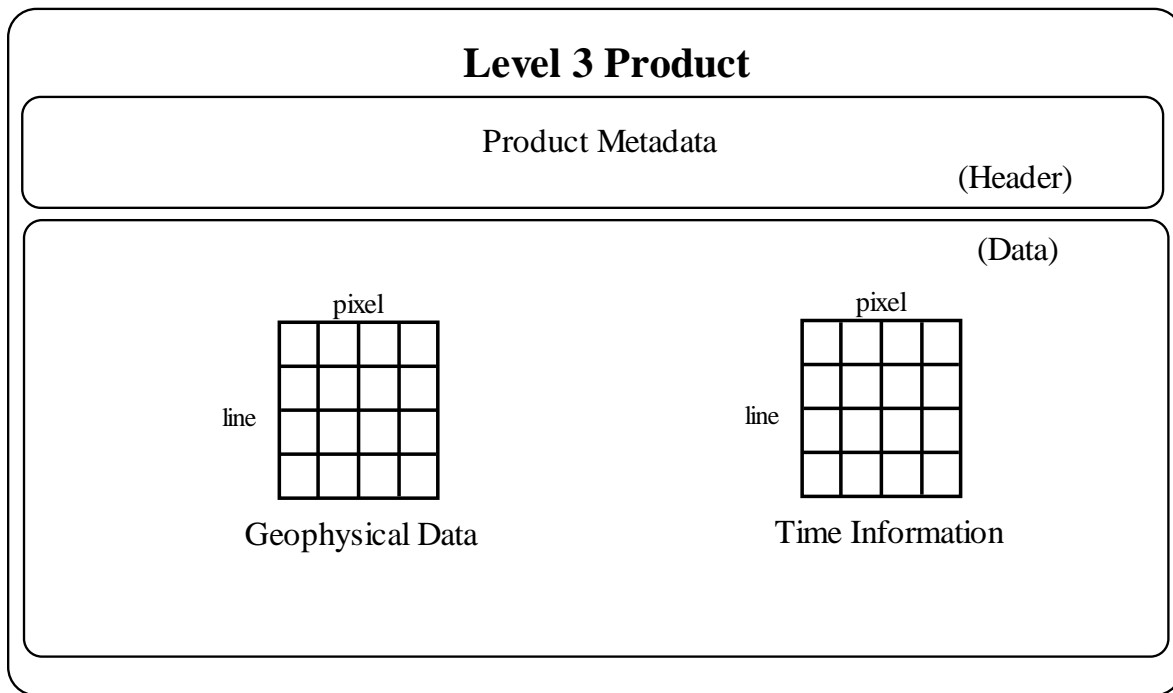 Level 3 Product
Product Metadata
(Header)
(Data)
pixel
line
Geophysical Data
pixel
line
Time Information